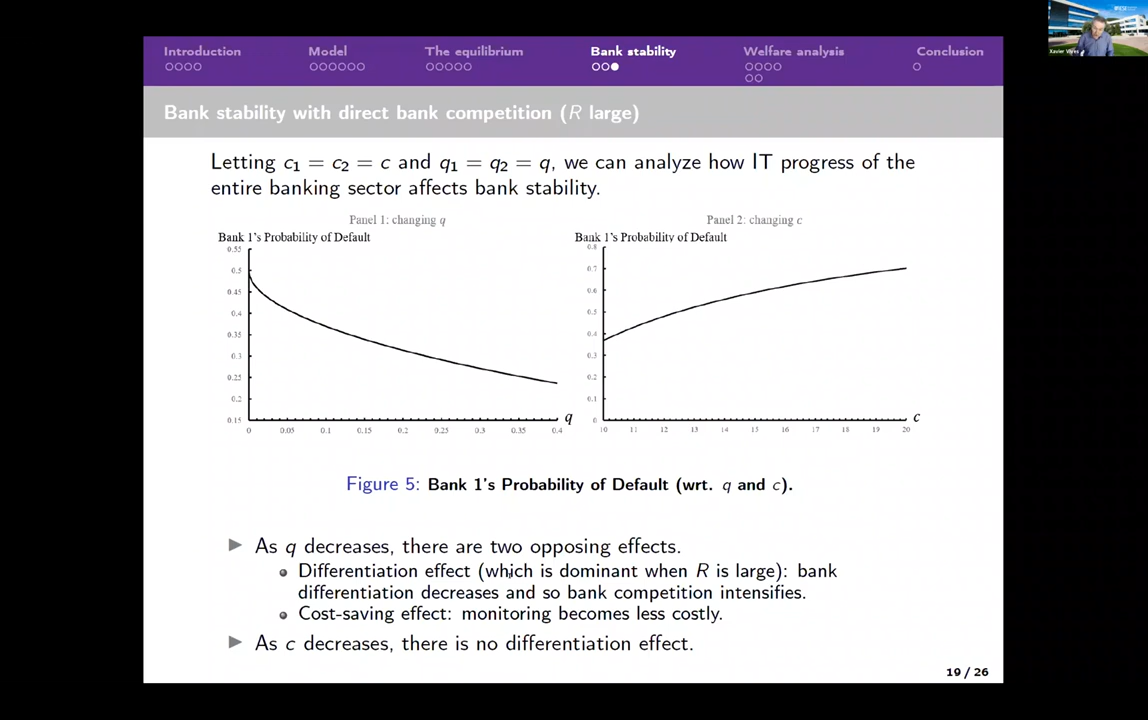 Introduction Model The equilibrium Bank stability Welfare analysis Conclusion
Bank stability with direct bank competition (R large)
Letting c₁ = c₂ = c and q₁ = q₂ = q, we can analyze how IT progress of the
entire banking sector affects bank stability.
Panel 1: changing q
Bank 1's Probability of Default
0.55
0.5
0.45
0.4
0.35
0.3
0.25
0.2
0.15
0 0.05 0.1 0.15 0.2 0.25 0.3 0.35 0.4
q
Panel 2: changing c
Bank 1's Probability of Default
0.8
0.7
0.6
0.5
0.4
0.3
0.2
0.1
0
10 11 12 13 14 15 16 17 18 19 20
c
Figure 5: Bank 1's Probability of Default (wrt. q and c).
As q decreases, there are two opposing effects.
Differentiation effect (which is dominant when R is large): bank
differentiation decreases and so bank competition intensifies.
Cost-saving effect: monitoring becomes less costly.
As c decreases, there is no differentiation effect.
19 / 26
Xavier Vives